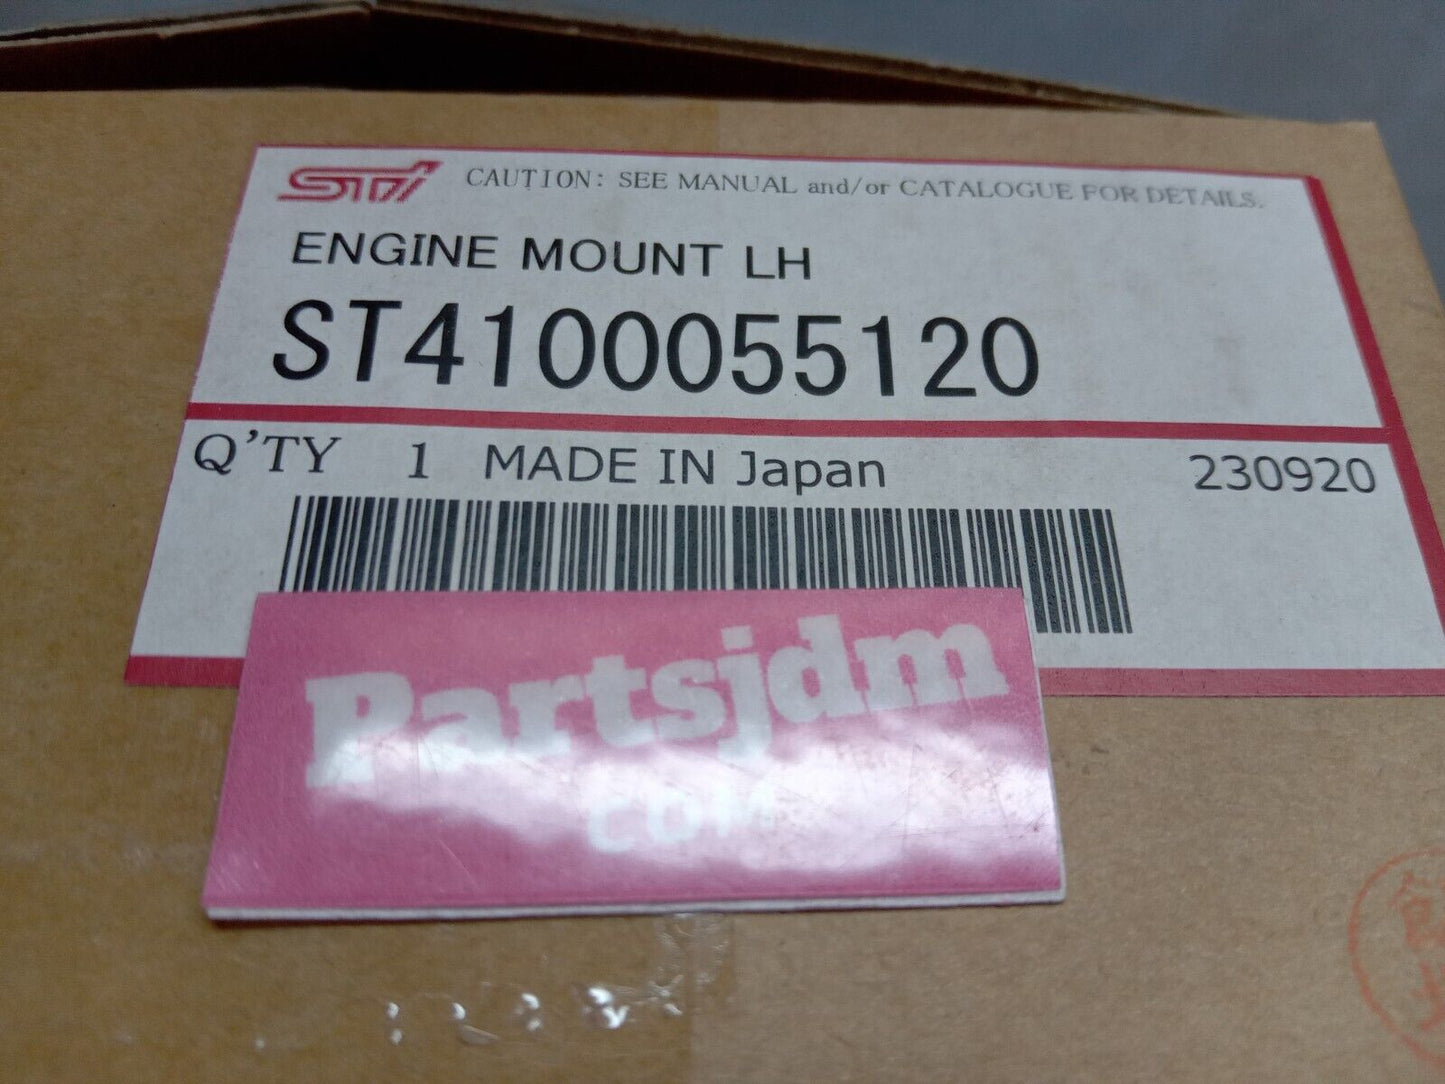 STI CAUTION: SEE MANUAL and/or CATALOGUE FOR DETAILS.
ENGINE MOUNT LH
ST4100055120
Q'TY 1 MADE IN Japan 230920
Partsjdm
COM